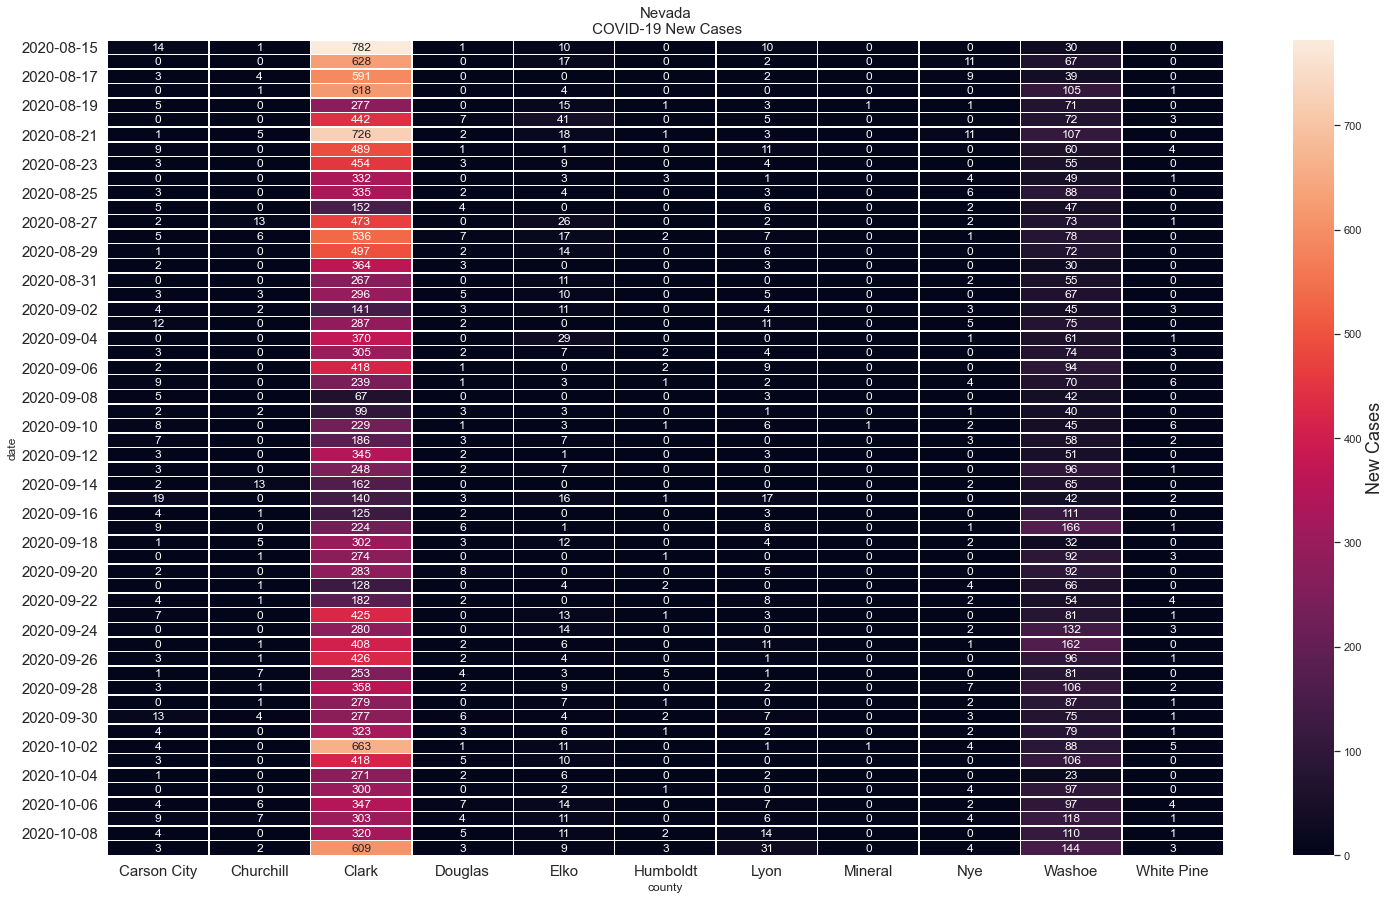 Nevada
COVID-19 New Cases
2020-08-15 14 1 782 1 10 0 10 0 0 30 0
0 0 628 0 17 0 2 0 11 67 0
2020-08-17 3 4 591 0 0 0 2 0 9 39 0
0 1 618 0 4 0 0 0 0 105 1
2020-08-19 5 0 277 0 15 1 3 1 1 71 0
0 0 442 7 41 0 5 0 0 72 3
2020-08-21 1 5 726 2 18 1 3 0 11 107 0
9 0 489 1 1 0 11 0 0 60 4
2020-08-23 3 0 454 3 9 0 4 0 0 55 0
0 0 332 0 3 3 1 0 4 49 1
2020-08-25 3 0 335 2 4 0 3 0 6 88 0
5 0 152 4 0 0 6 0 2 47 0
2020-08-27 2 13 473 0 26 0 2 0 2 73 1
5 6 536 7 17 2 7 0 1 78 0
2020-08-29 1 0 497 2 14 0 6 0 0 72 0
2 0 364 3 0 0 3 0 0 30 0
2020-08-31 0 0 267 0 11 0 0 0 2 55 0
3 3 296 5 10 0 5 0 0 67 0
2020-09-02 4 2 141 3 11 0 4 0 3 45 3
12 0 287 2 0 0 11 0 5 75 0
2020-09-04 0 0 370 0 29 0 0 0 1 61 1
3 0 305 2 7 2 4 0 0 74 3
2020-09-06 2 0 418 1 0 2 9 0 0 94 0
9 0 239 1 3 1 2 0 4 70 6
2020-09-08 5 0 67 0 0 0 3 0 0 42 0
2 2 99 3 3 0 1 0 1 40 0
2020-09-10 8 0 229 1 3 1 6 1 2 45 6
7 0 186 3 7 0 0 0 3 58 2
2020-09-12 3 0 345 2 1 0 3 0 0 51 0
3 0 248 2 7 0 0 0 0 96 1
2020-09-14 2 13 162 0 0 0 0 0 2 65 0
19 0 140 3 16 1 17 0 0 42 2
2020-09-16 4 1 125 2 0 0 3 0 0 111 0
9 0 224 6 1 0 8 0 1 166 1
2020-09-18 1 5 302 3 12 0 4 0 2 32 0
0 1 274 0 0 1 0 0 0 92 3
2020-09-20 2 0 283 8 0 0 5 0 0 92 0
0 1 128 0 4 2 0 0 4 66 0
2020-09-22 4 1 182 2 0 0 8 0 2 54 4
7 0 425 0 13 1 3 0 0 81 1
2020-09-24 0 0 280 0 14 0 0 0 2 132 3
0 1 408 2 6 0 11 0 1 162 0
2020-09-26 3 1 426 2 4 0 1 0 0 96 1
1 7 253 4 3 5 1 0 0 81 0
2020-09-28 3 1 358 2 9 0 2 0 7 106 2
0 1 279 0 7 1 0 0 2 87 1
2020-09-30 13 4 277 6 4 2 7 0 3 75 1
4 0 323 3 6 1 2 0 2 79 1
2020-10-02 4 0 663 1 11 0 1 1 4 88 5
3 0 418 5 10 0 0 0 0 106 0
2020-10-04 1 0 271 2 6 0 2 0 0 23 0
0 0 300 0 2 1 0 0 4 97 0
2020-10-06 4 6 347 7 14 0 7 0 2 97 4
9 7 303 4 11 0 6 0 4 118 1
2020-10-08 4 0 320 5 11 2 14 0 0 110 1
3 2 609 3 9 3 31 0 4 144 3
Carson City Churchill Clark Douglas Elko Humboldt Lyon Mineral Nye Washoe White Pine
county
date
700
600
500
400
300
200
100
0
New Cases